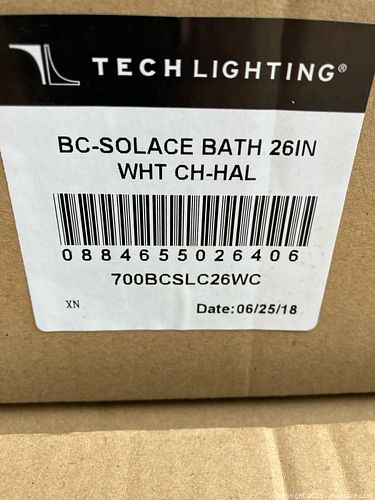 TECH LIGHTING®
BC-SOLACE BATH 26IN
WHT CH-HAL
0884655026406
700BCSLC26WC
XN
Date:06/25/18